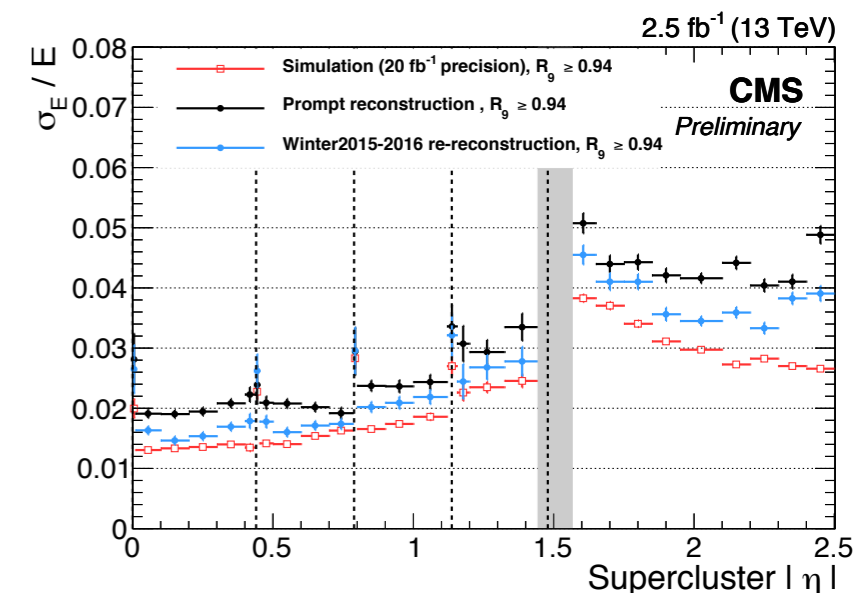 2.5 fb⁻¹ (13 TeV)
σ_E / E
0.08
0.07
0.06
0.05
0.04
0.03
0.02
0.01
0
Simulation (20 fb⁻¹ precision), R₉ ≥ 0.94
Prompt reconstruction , R₉ ≥ 0.94
Winter2015-2016 re-reconstruction, R₉ ≥ 0.94
CMS
Preliminary
0 0.5 1 1.5 2 2.5
Supercluster | η |